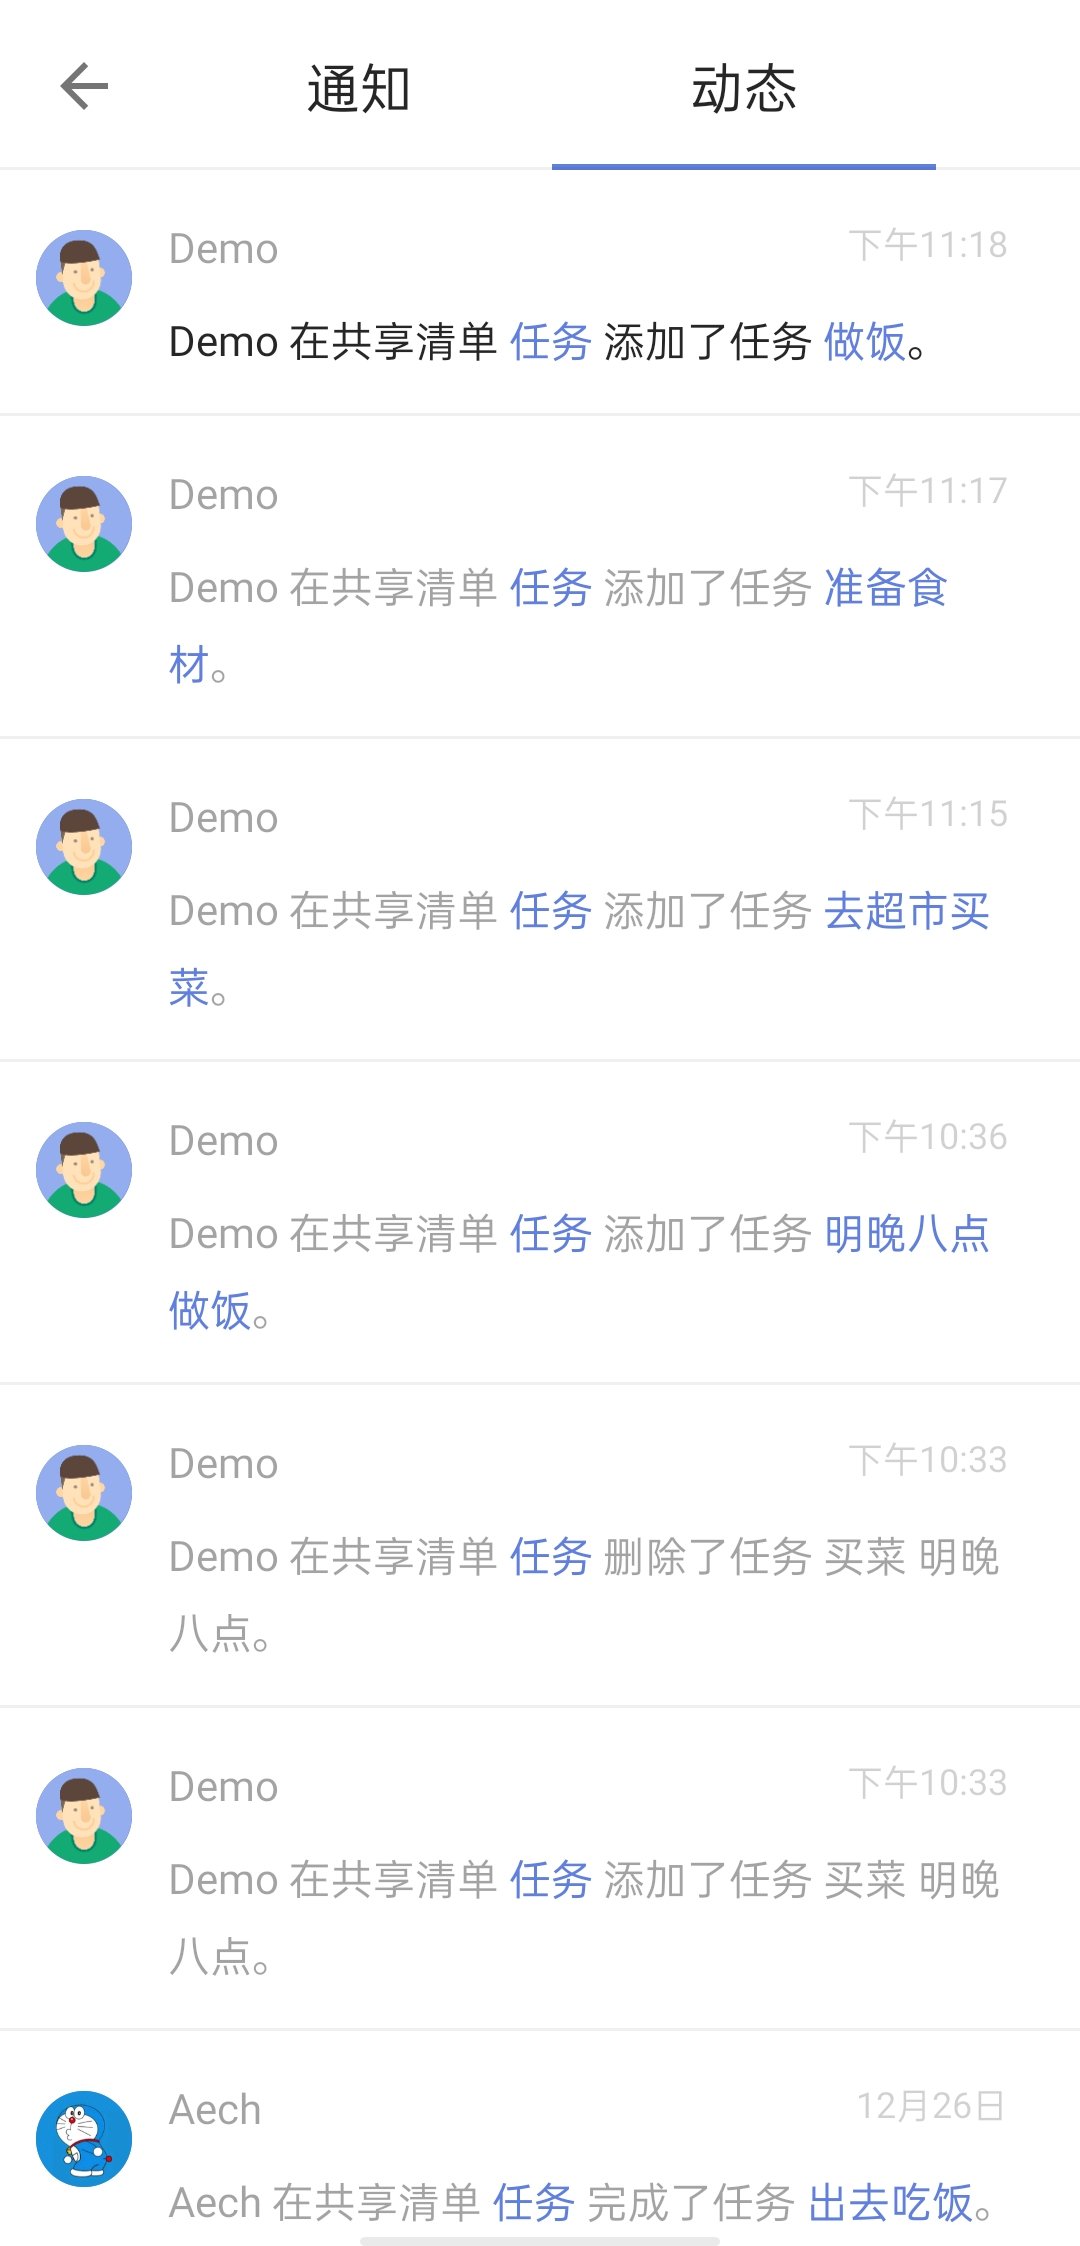 通知 动态
Demo 下午11:18
Demo 在共享清单 任务 添加了任务 做饭。
Demo 下午11:17
Demo 在共享清单 任务 添加了任务 准备食
材。
Demo 下午11:15
Demo 在共享清单 任务 添加了任务 去超市买
菜。
Demo 下午10:36
Demo 在共享清单 任务 添加了任务 明晚八点
做饭。
Demo 下午10:33
Demo 在共享清单 任务 删除了任务 买菜 明晚
八点。
Demo 下午10:33
Demo 在共享清单 任务 添加了任务 买菜 明晚
八点。
Aech 12月26日
Aech 在共享清单 任务 完成了任务 出去吃饭。